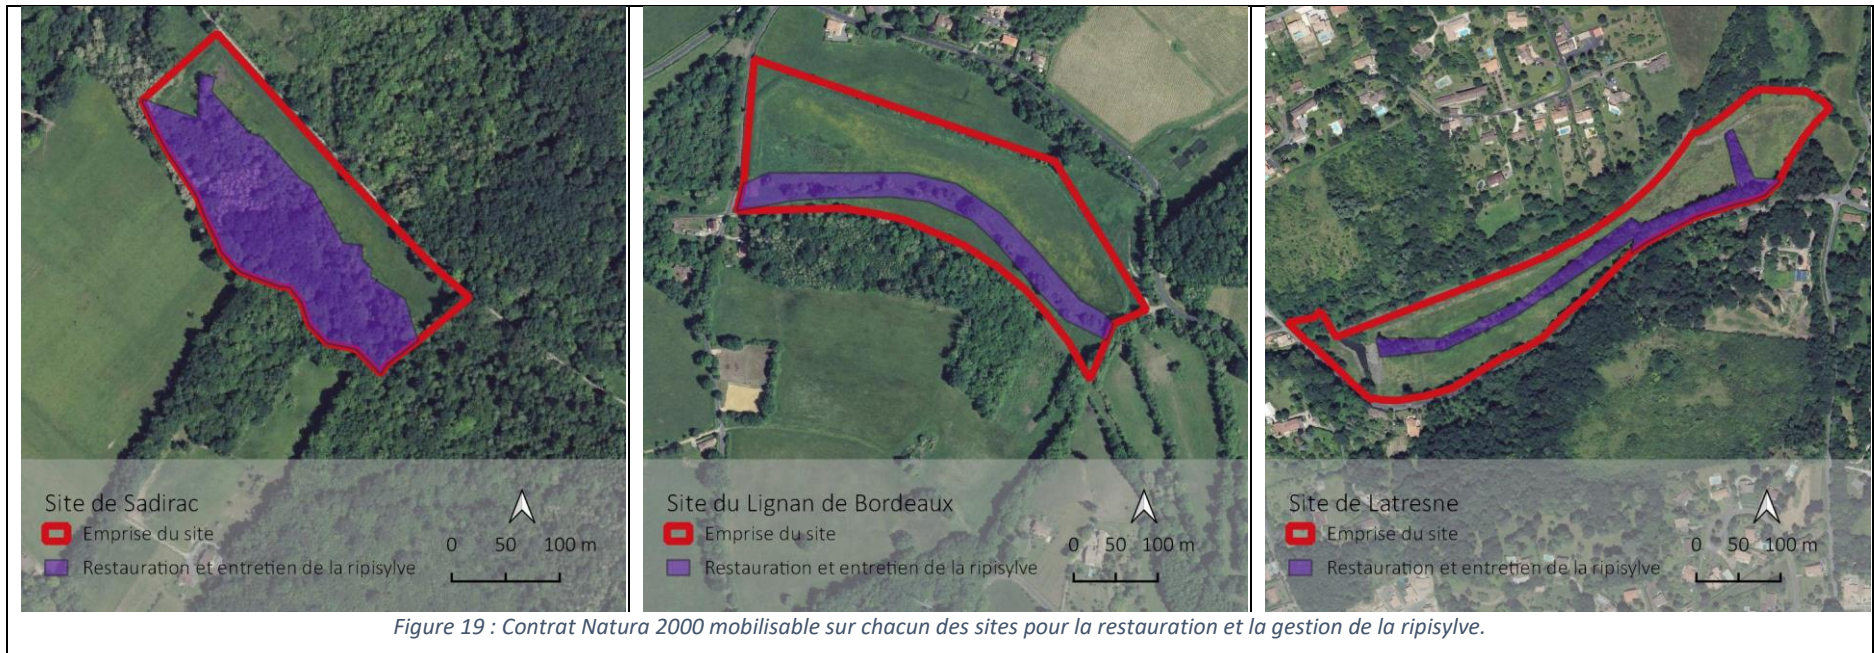 Site de Sadirac
Emprise du site
Restauration et entretien de la ripisylve
0 50 100 m
Site du Lignan de Bordeaux
Emprise du site
Restauration et entretien de la ripisylve
0 50 100 m
Site de Latresne
Emprise du site
Restauration et entretien de la ripisylve
0 50 100 m
Figure 19 : Contrat Natura 2000 mobilisable sur chacun des sites pour la restauration et la gestion de la ripisylve.